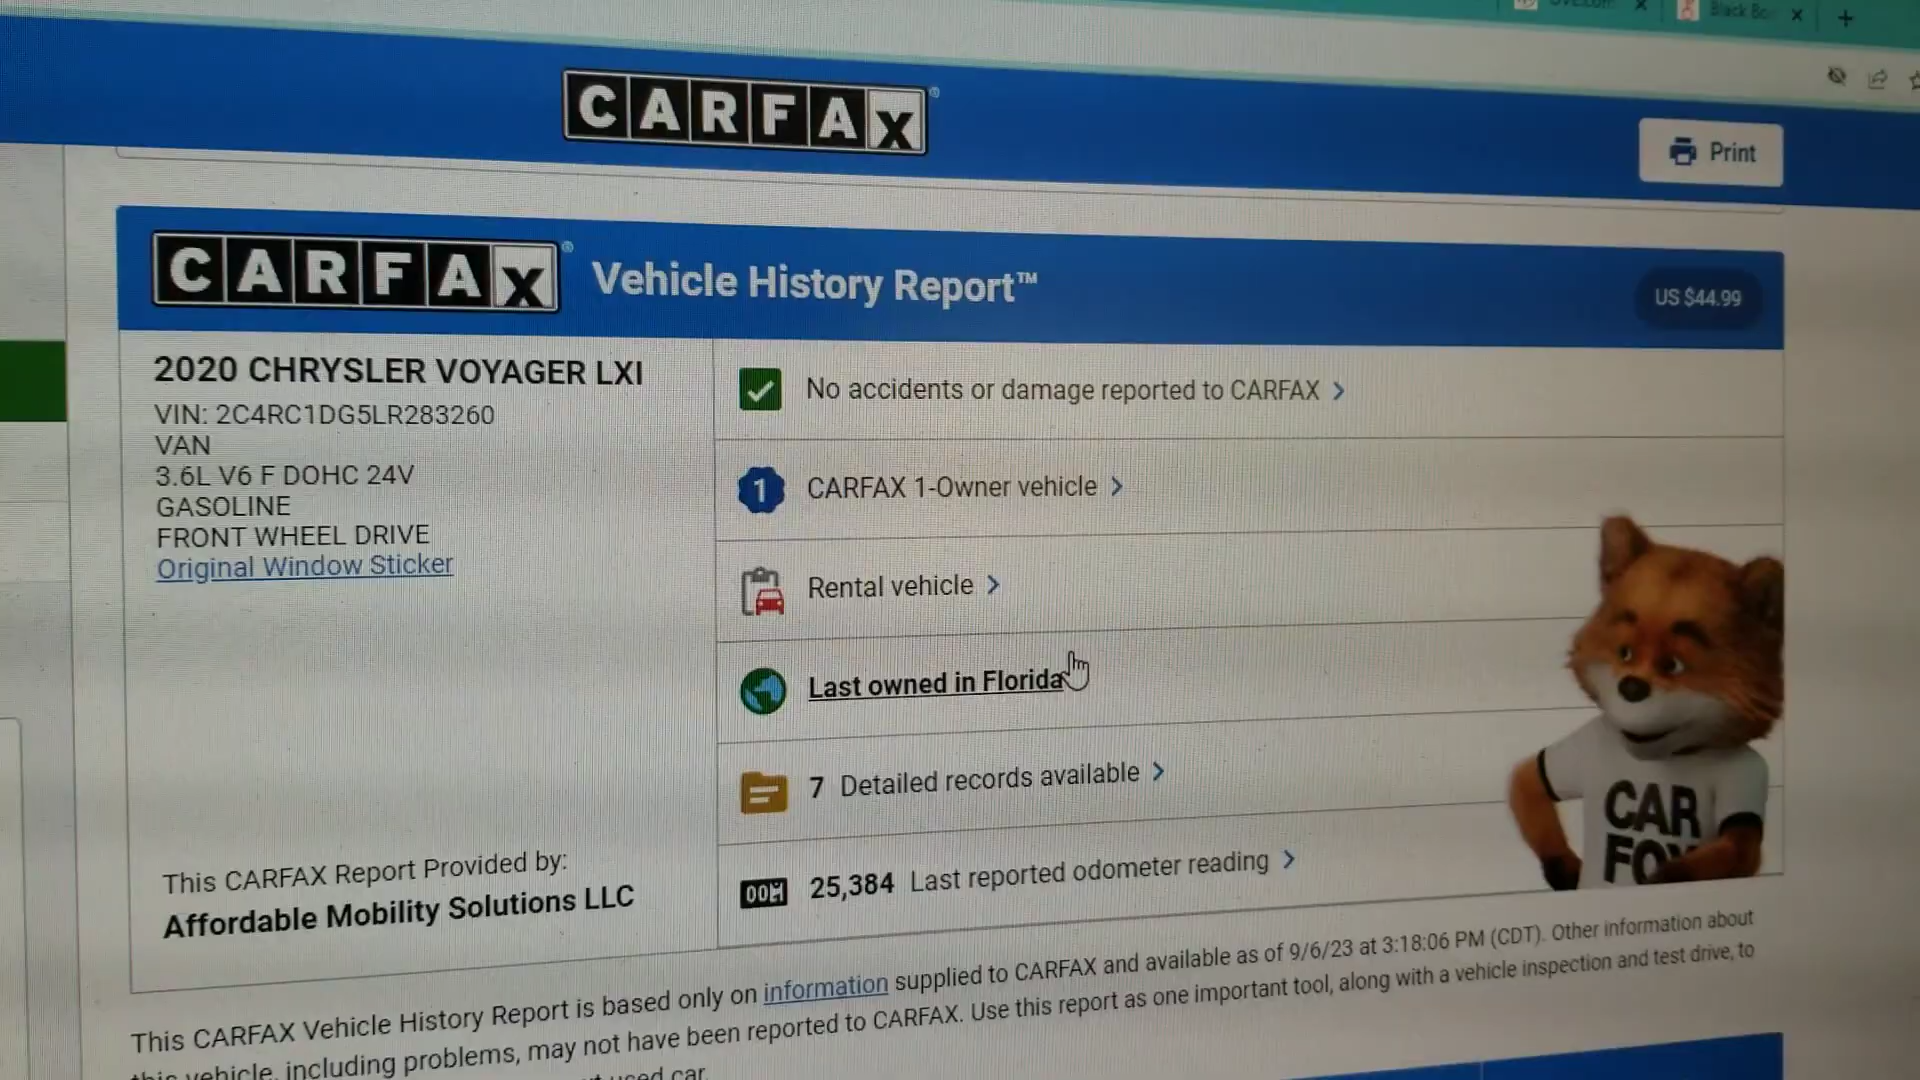 Black Bo
CARFAX®
Print
CARFAX® Vehicle History Report™
US $44.99
2020 CHRYSLER VOYAGER LXI
VIN: 2C4RC1DG5LR283260
VAN
3.6L V6 F DOHC 24V
GASOLINE
FRONT WHEEL DRIVE
Original Window Sticker
No accidents or damage reported to CARFAX
1 CARFAX 1-Owner vehicle
Rental vehicle
Last owned in Florida
7 Detailed records available
25,384 Last reported odometer reading
CAR
FOX
This CARFAX Report Provided by:
Affordable Mobility Solutions LLC
This CARFAX Vehicle History Report is based only on information supplied to CARFAX and available as of 9/6/23 at 3:18:06 PM (CDT). Other information about
this vehicle, including problems, may not have been reported to CARFAX. Use this report as one important tool, along with a vehicle inspection and test drive, to
used car.